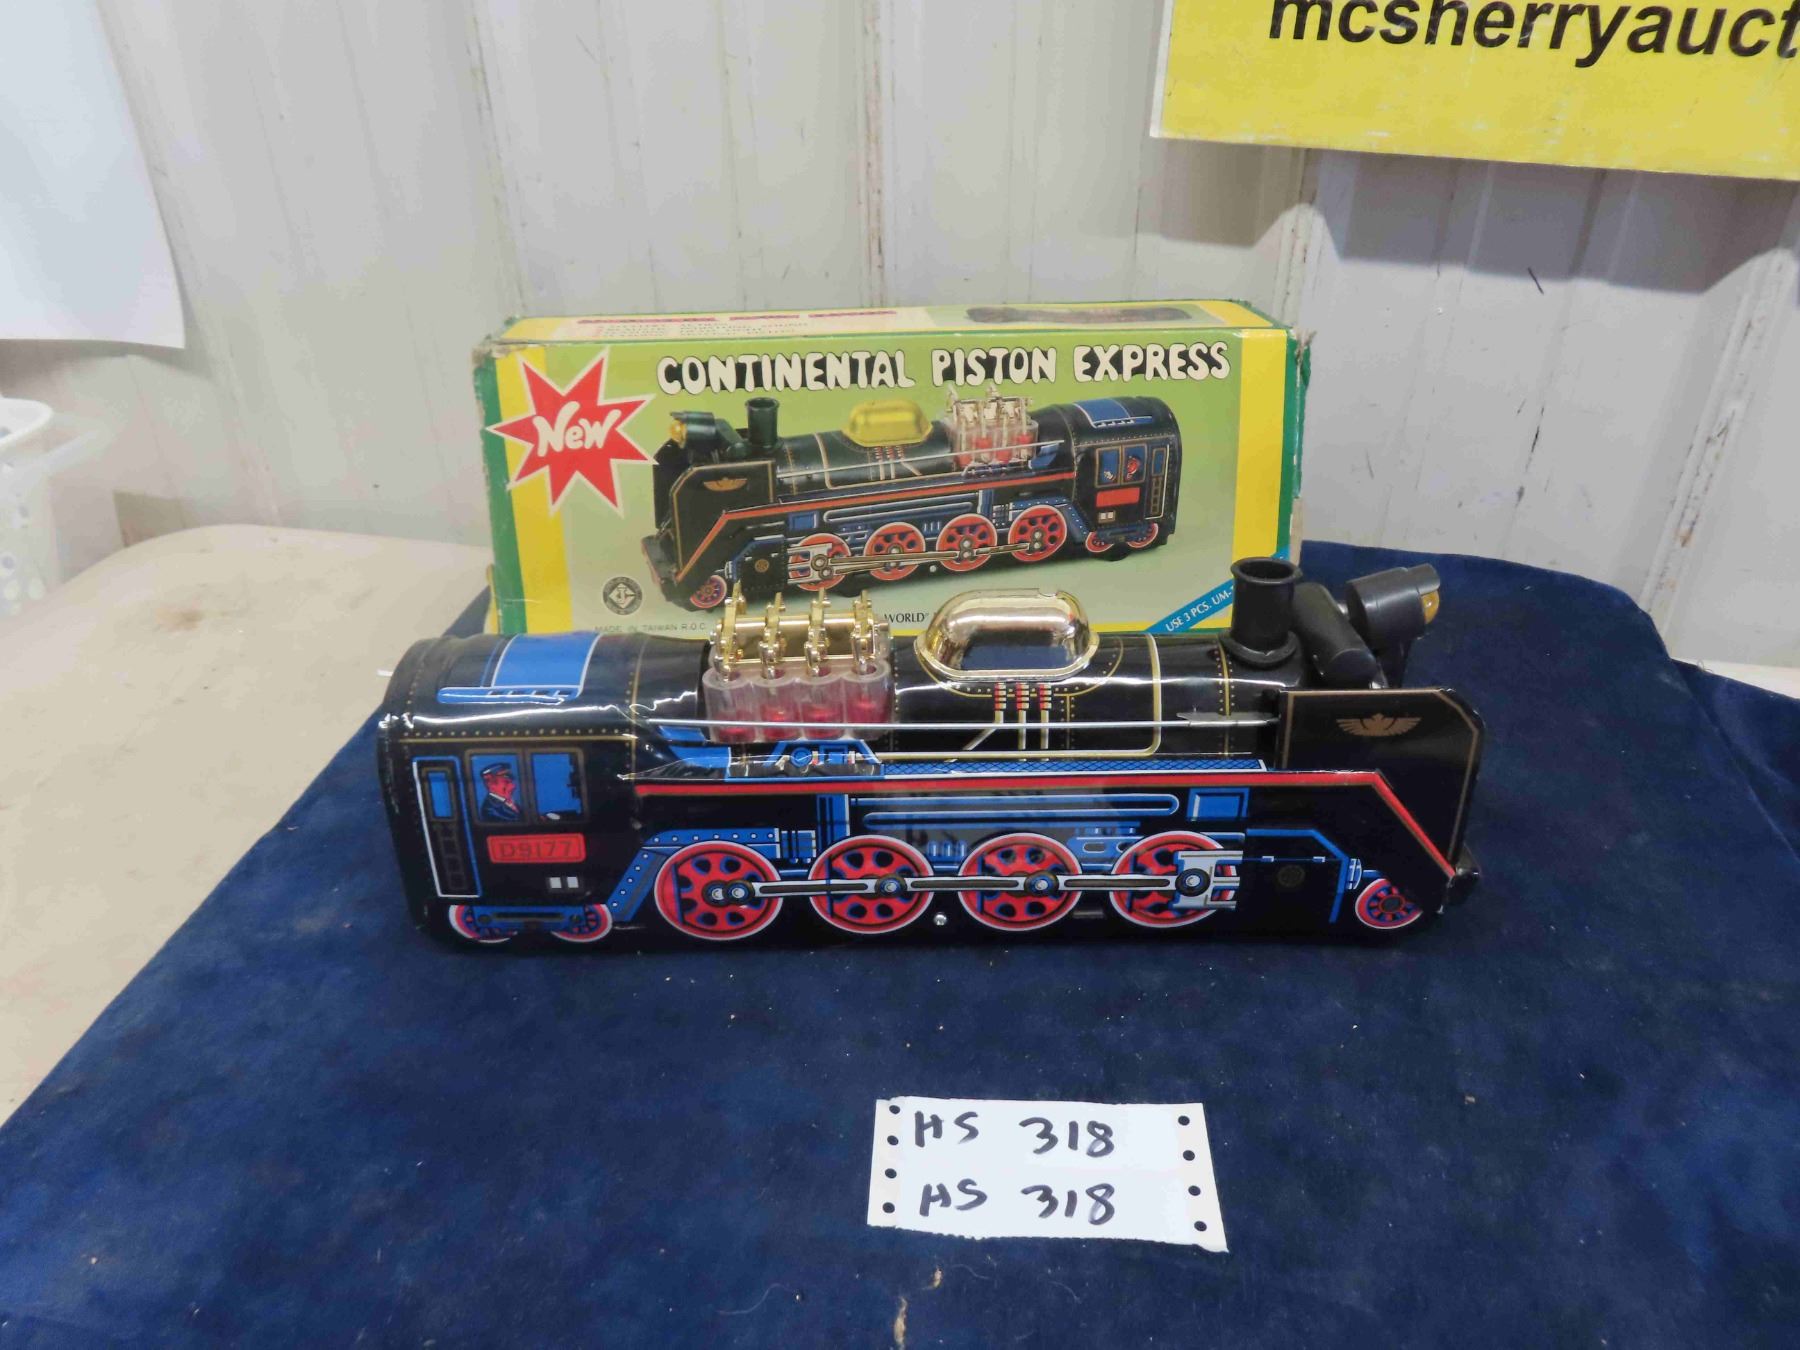 mcsherryauct
CONTINENTAL PISTON EXPRESS
New
MADE IN TAIWAN R.O.C
WORLD
USE 3 PCS. UM-
D9177
HS 318
HS 318